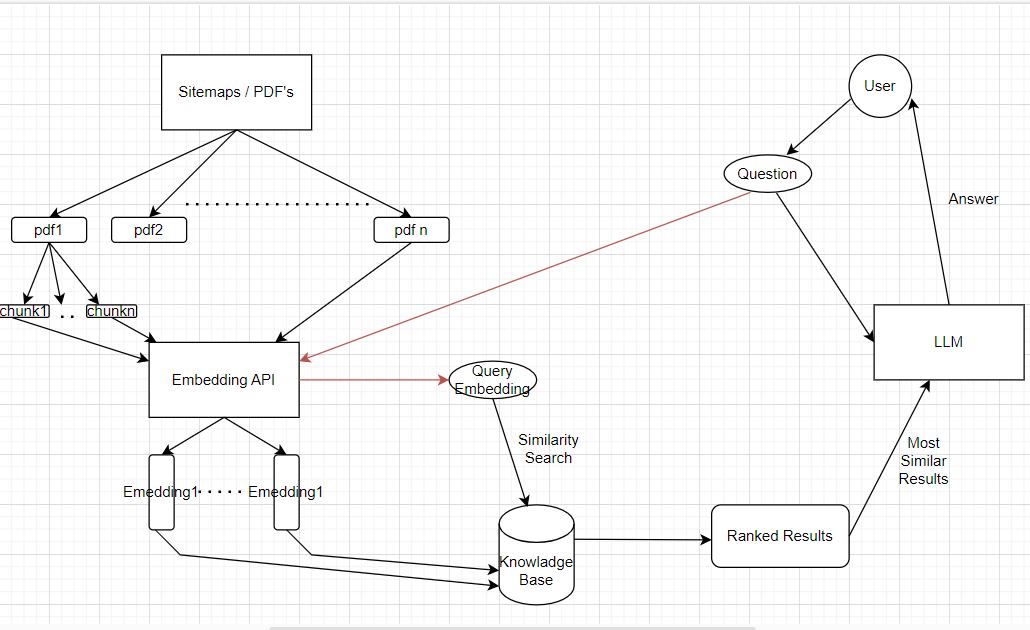 Sitemaps / PDF's
User
Question
Answer
pdf1
pdf2
pdf n
chunk1
chunkn
LLM
Embedding API
Query
Embedding
Similarity
Search
Most
Similar
Results
Emedding1
Emedding1
Knowladge
Base
Ranked Results